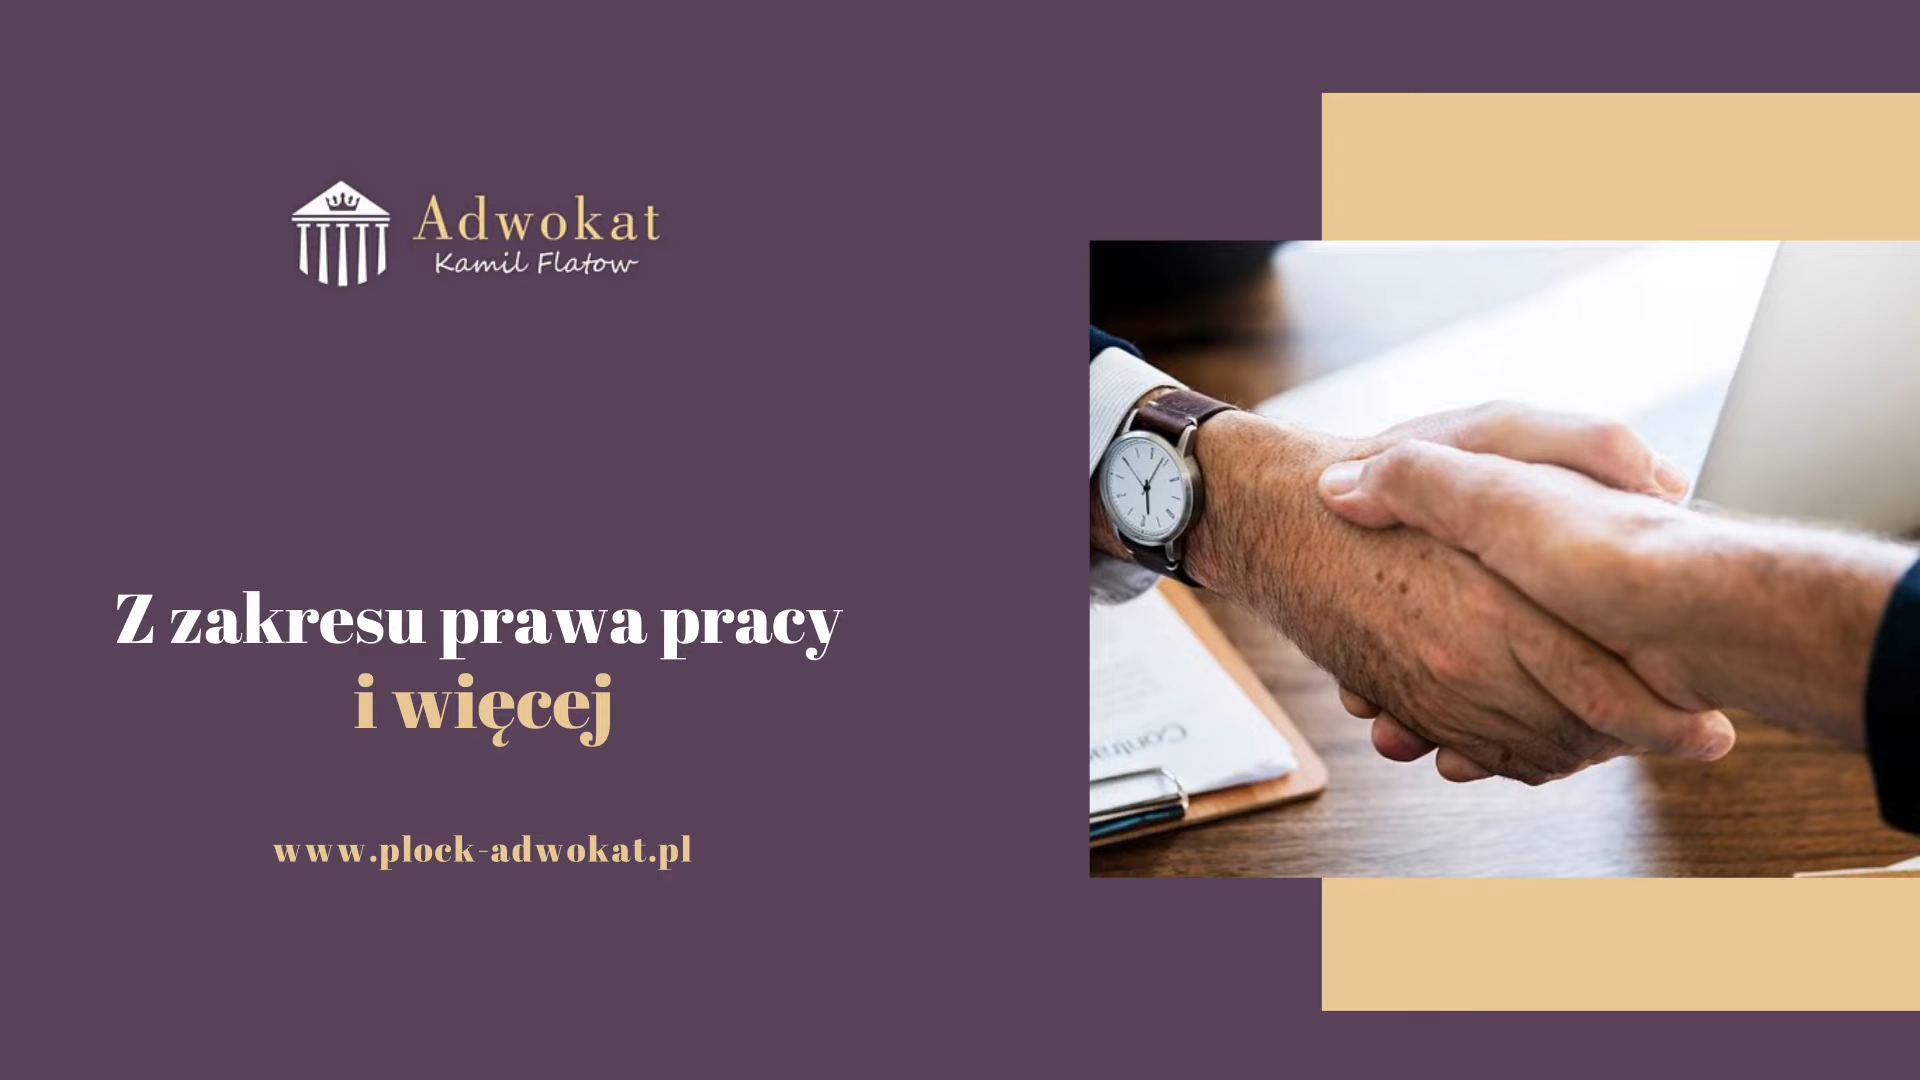 Adwokat
Kamil Flatow
Z zakresu prawa pracy
i więcej
www.plock-adwokat.pl